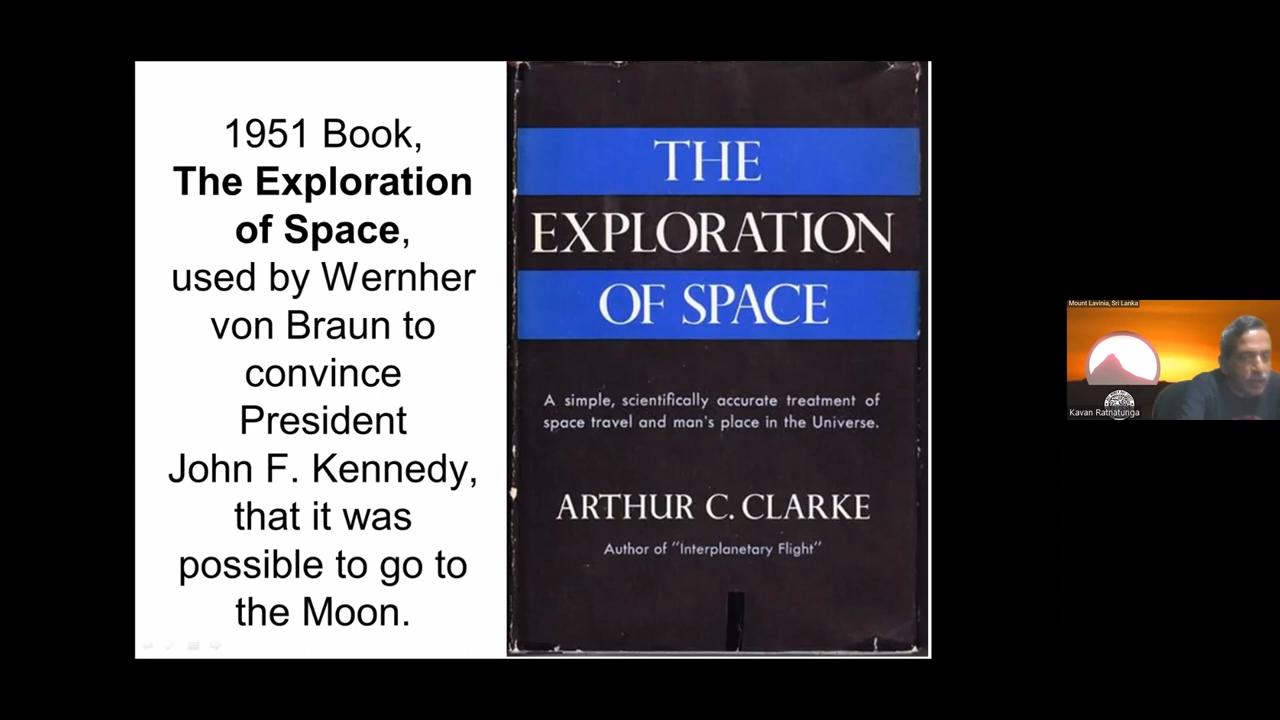 1951 Book,
The Exploration
of Space,
used by Wernher
von Braun to
convince
President
John F. Kennedy,
that it was
possible to go to
the Moon.
THE
EXPLORATION
OF SPACE
A simple, scientifically accurate treatment of
space travel and man's place in the Universe.
ARTHUR C. CLARKE
Author of "Interplanetary Flight"
Mount Lavinia, Sri Lanka
Kavan Ratnatunga